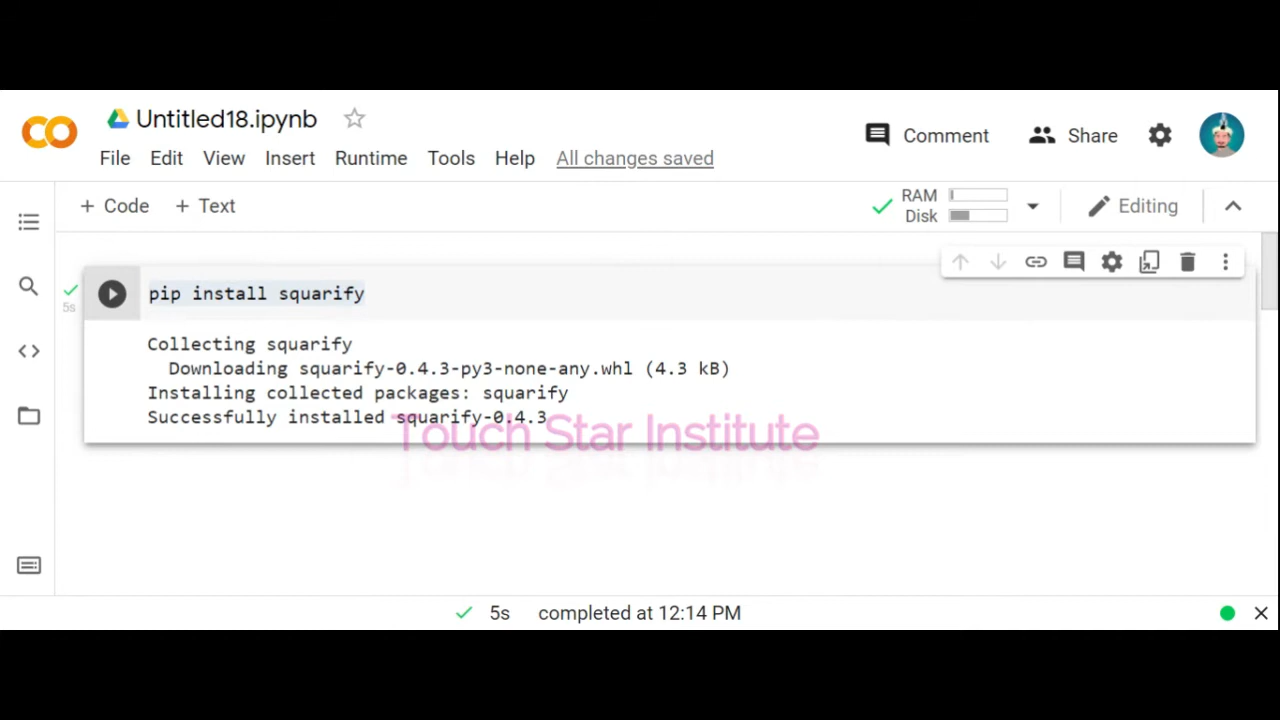 Untitled18.ipynb
File Edit View Insert Runtime Tools Help All changes saved
Comment Share
+ Code + Text
RAM
Disk
Editing
pip install squarify
5s
Collecting squarify
Downloading squarify-0.4.3-py3-none-any.whl (4.3 kB)
Installing collected packages: squarify
Successfully installed squarify-0.4.3
Touch Star Institute
5s completed at 12:14 PM